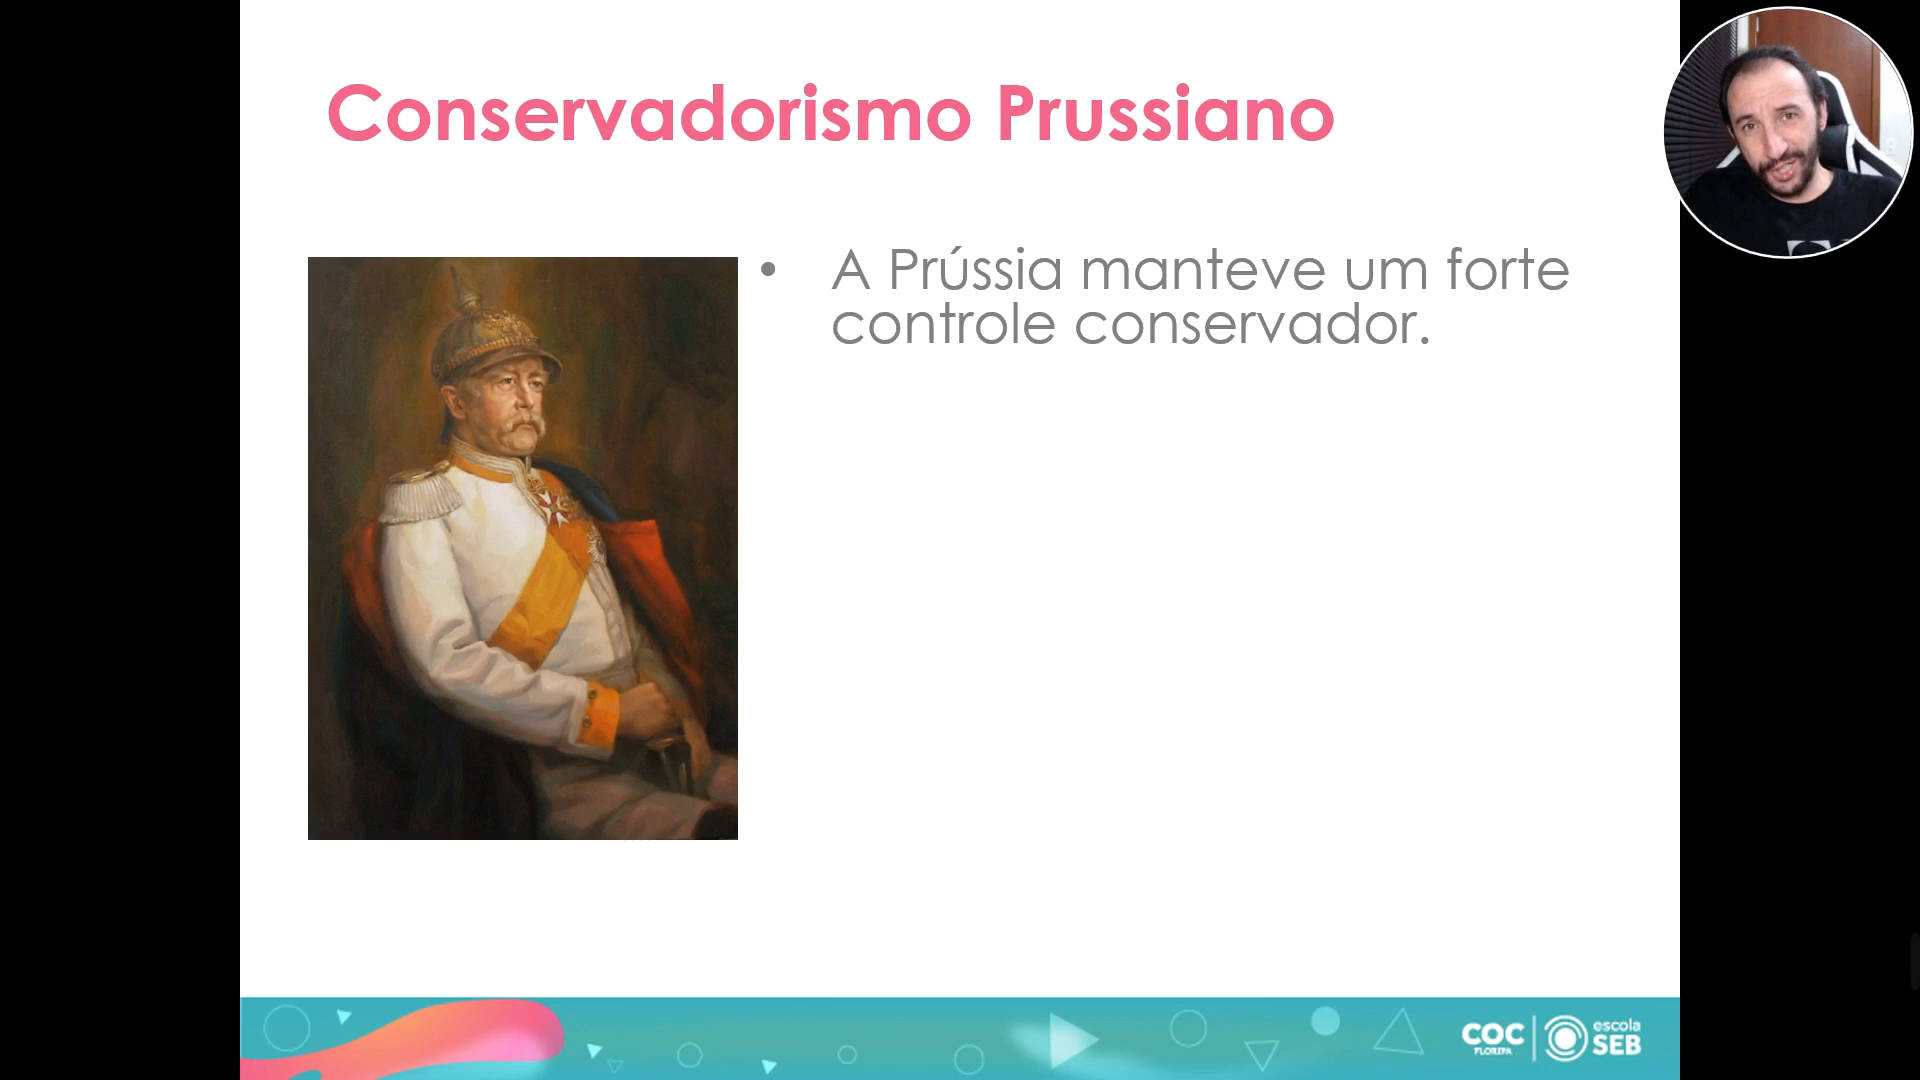 Conservadorismo Prussiano
• A Prússia manteve um forte
controle conservador.
COC
FLORIPA
escola
SEB